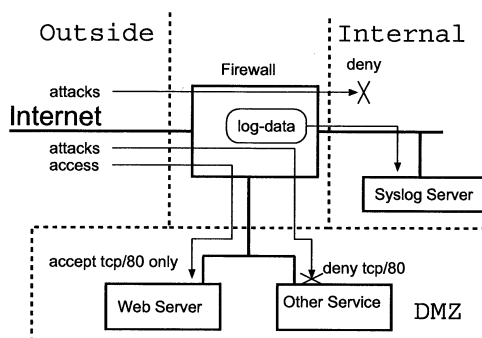 Outside
Internal
Firewall
deny
attacks
Internet
log-data
attacks
access
Syslog Server
accept tcp/80 only
deny tcp/80
Web Server
Other Service
DMZ